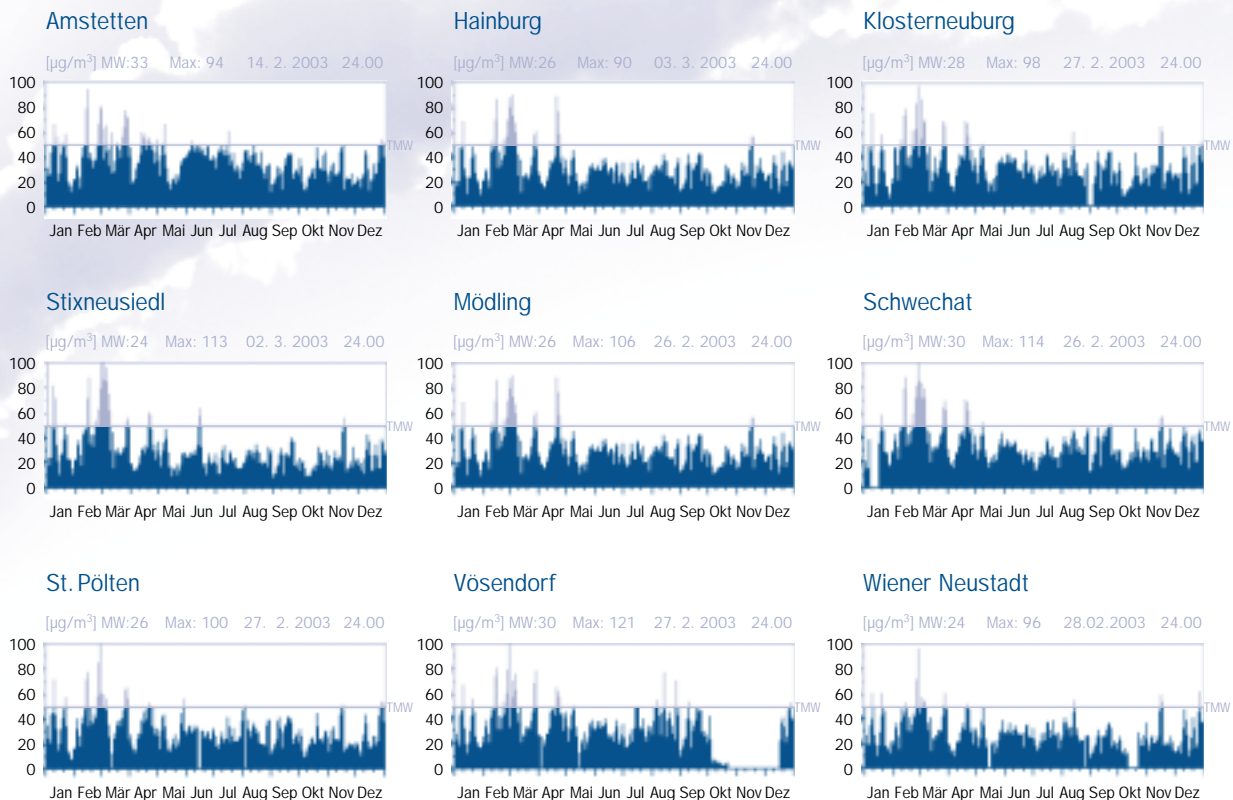 Amstetten
[µg/m³] MW:33 Max: 94 14. 2. 2003 24.00
100
80
60
40
20
0
TMW
Jan Feb Mär Apr Mai Jun Jul Aug Sep Okt Nov Dez
Hainburg
[µg/m³] MW:26 Max: 90 03. 3. 2003 24.00
100
80
60
40
20
0
TMW
Jan Feb Mär Apr Mai Jun Jul Aug Sep Okt Nov Dez
Klosterneuburg
[µg/m³] MW:28 Max: 98 27. 2. 2003 24.00
100
80
60
40
20
0
TMW
Jan Feb Mär Apr Mai Jun Jul Aug Sep Okt Nov Dez
Stixneusiedl
[µg/m³] MW:24 Max: 113 02. 3. 2003 24.00
100
80
60
40
20
0
TMW
Jan Feb Mär Apr Mai Jun Jul Aug Sep Okt Nov Dez
Mödling
[µg/m³] MW:26 Max: 106 26. 2. 2003 24.00
100
80
60
40
20
0
TMW
Jan Feb Mär Apr Mai Jun Jul Aug Sep Okt Nov Dez
Schwechat
[µg/m³] MW:30 Max: 114 26. 2. 2003 24.00
100
80
60
40
20
0
TMW
Jan Feb Mär Apr Mai Jun Jul Aug Sep Okt Nov Dez
St. Pölten
[µg/m³] MW:26 Max: 100 27. 2. 2003 24.00
100
80
60
40
20
0
TMW
Jan Feb Mär Apr Mai Jun Jul Aug Sep Okt Nov Dez
Vösendorf
[µg/m³] MW:30 Max: 121 27. 2. 2003 24.00
100
80
60
40
20
0
TMW
Jan Feb Mär Apr Mai Jun Jul Aug Sep Okt Nov Dez
Wiener Neustadt
[µg/m³] MW:24 Max: 96 28.02.2003 24.00
100
80
60
40
20
0
TMW
Jan Feb Mär Apr Mai Jun Jul Aug Sep Okt Nov Dez